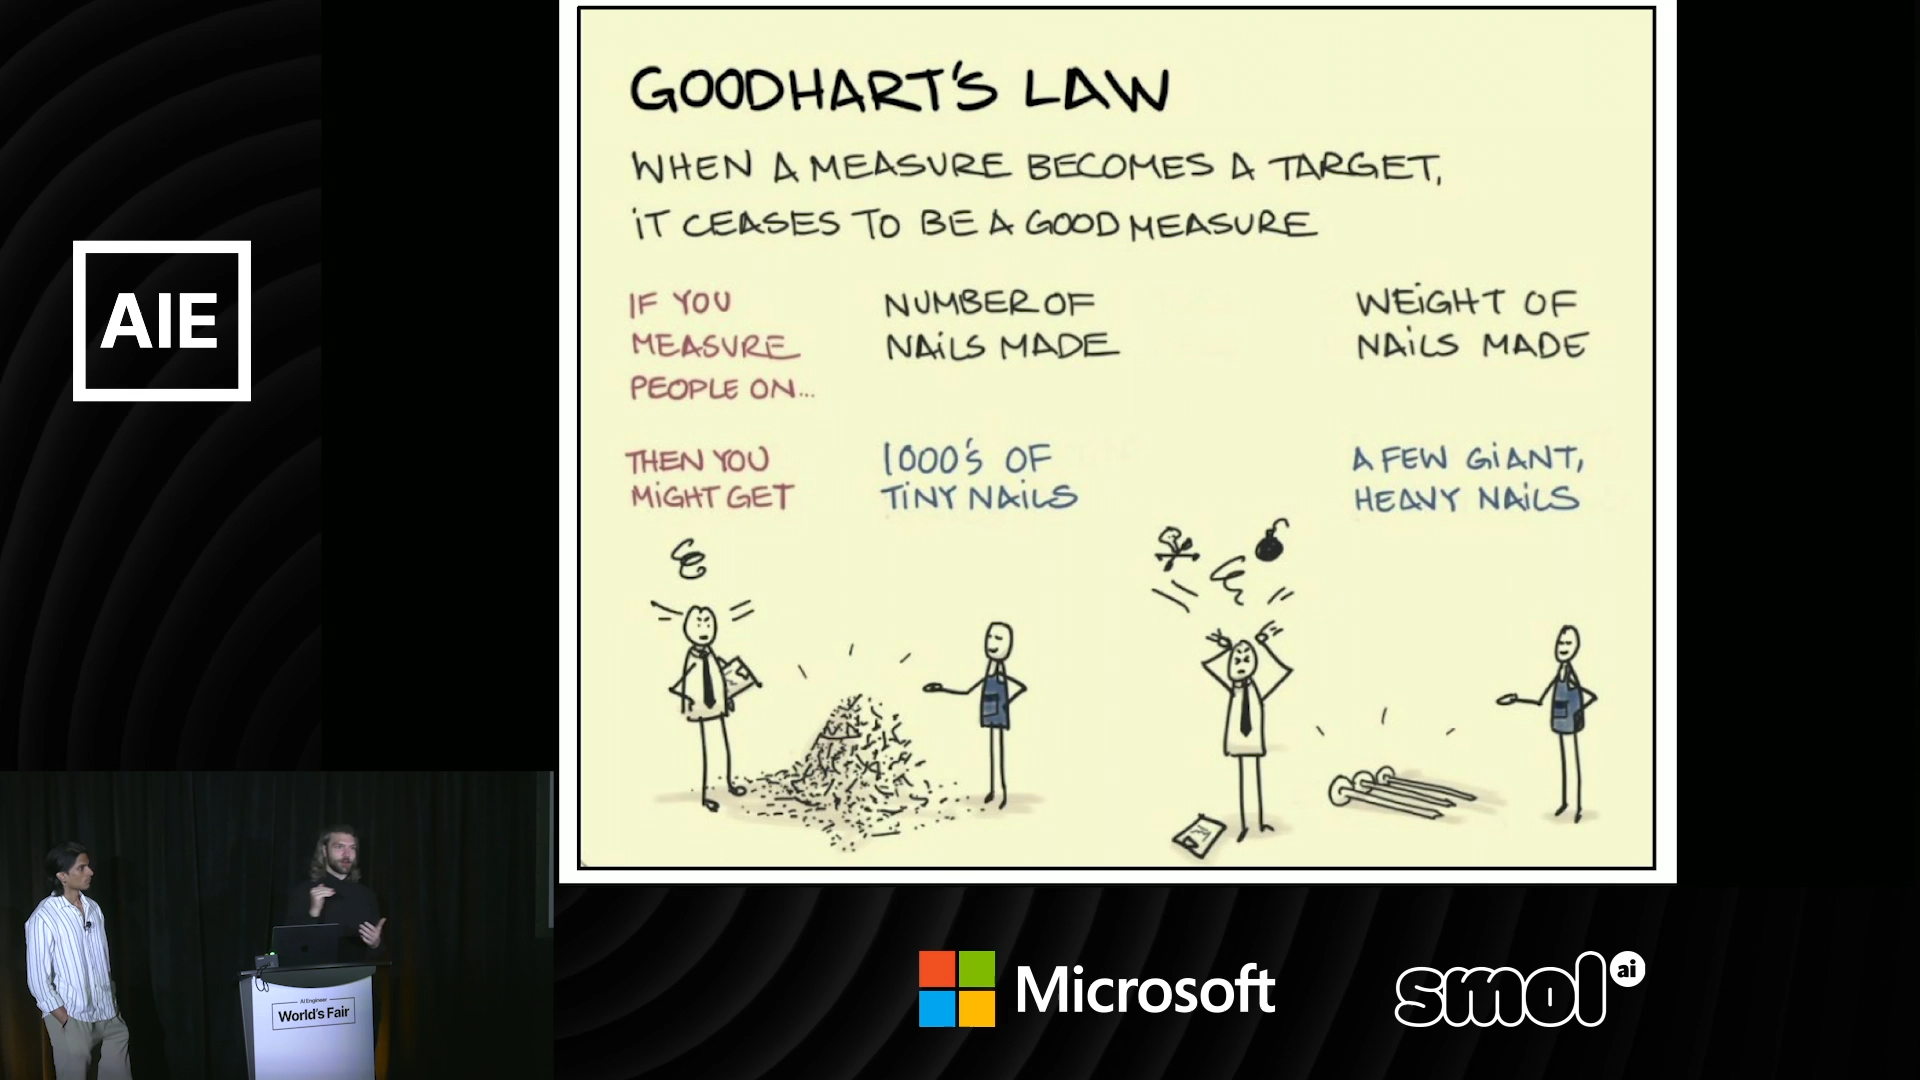 AIE
GOODHART'S LAW
WHEN A MEASURE BECOMES A TARGET,
iT CEASES TO BE A GOOD MEASURE
IF YOU
MEASURE
PEOPLE ON...
NUMBER OF
NAiLS MADE
WEiGHT OF
NAiLS MADE
THEN YOU
MiGHT GET
1000'S OF
TiNY NAiLS
A FEW GiANT,
HEAVY NAiLS
AI Engineer
World's Fair
Microsoft
smol ai